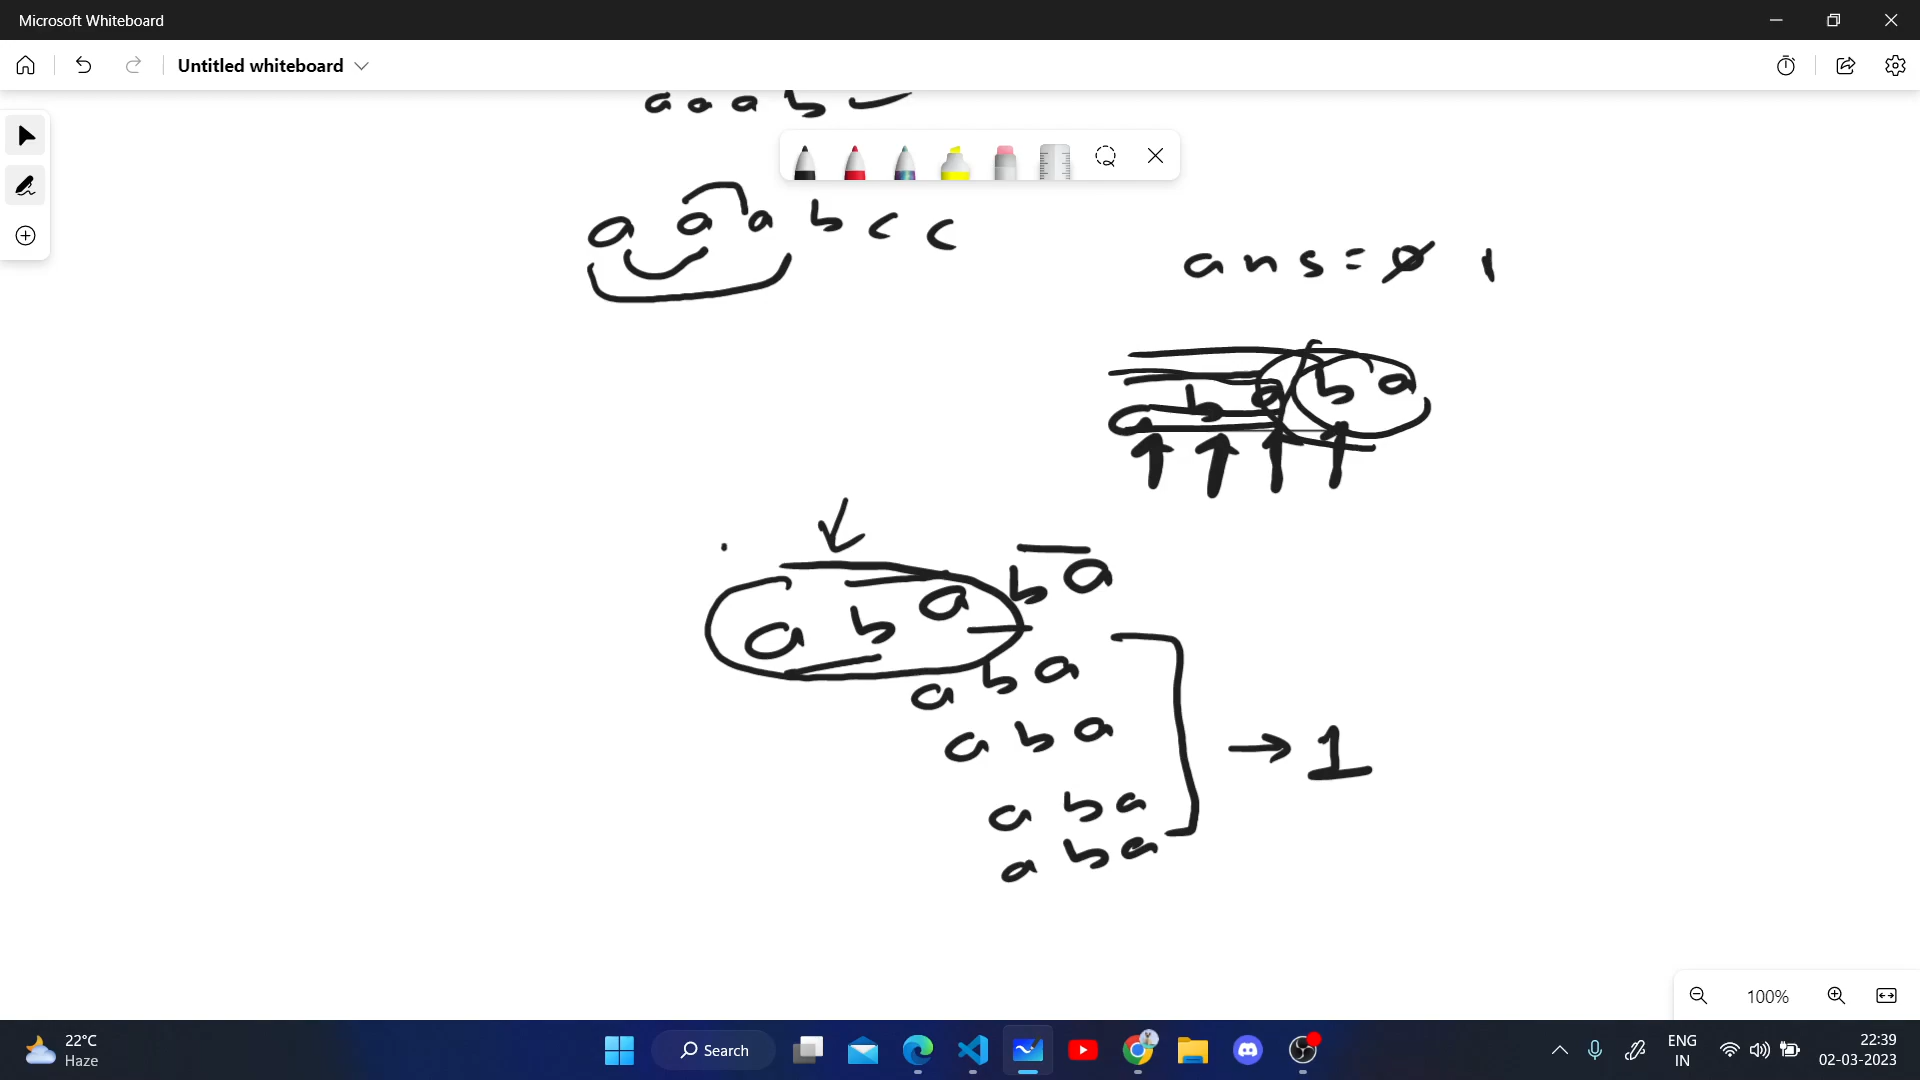 Microsoft Whiteboard
Untitled whiteboard
a a a b
a a a b c c
ans = 0 1
a b a b a
a b a b a
a b a
a b a
→ 1
a b a
a b a
100%
22°C
Haze
Search
ENG
IN
22:39
02-03-2023